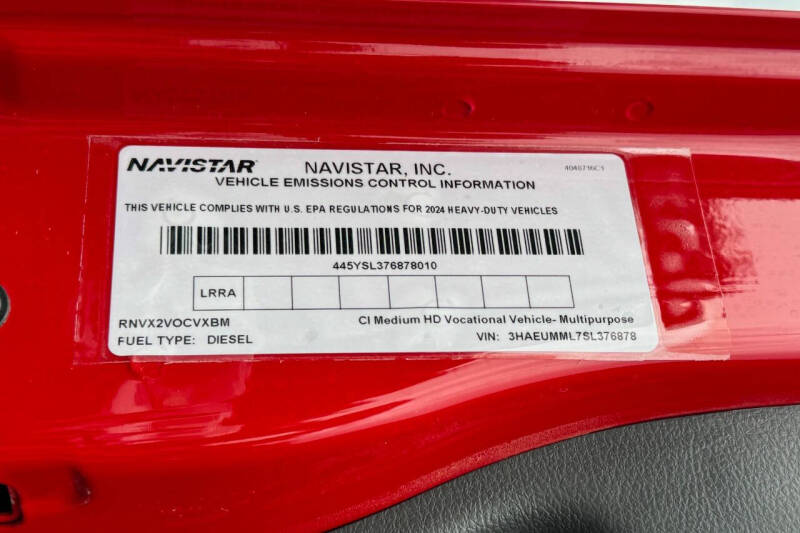 NAVISTAR NAVISTAR, INC. 4040716C1
VEHICLE EMISSIONS CONTROL INFORMATION
THIS VEHICLE COMPLIES WITH U.S. EPA REGULATIONS FOR 2024 HEAVY-DUTY VEHICLES
445YSL376878010
LRRA
RNVX2VOCVXBM CI Medium HD Vocational Vehicle- Multipurpose
FUEL TYPE: DIESEL VIN: 3HAEUMML7SL376878